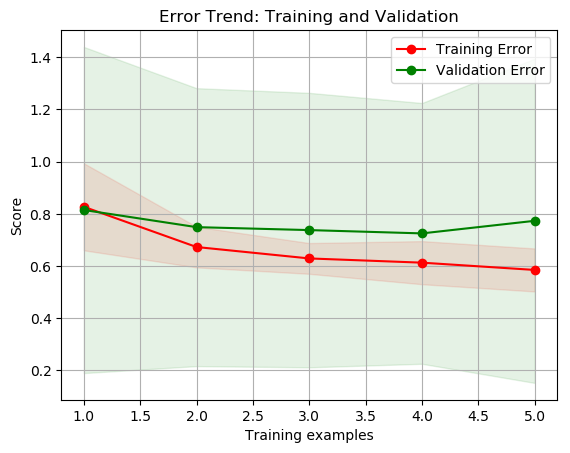 Error Trend: Training and Validation
Training Error
Validation Error
1.4
1.2
1.0
0.8
0.6
0.4
0.2
Score
1.0 1.5 2.0 2.5 3.0 3.5 4.0 4.5 5.0
Training examples